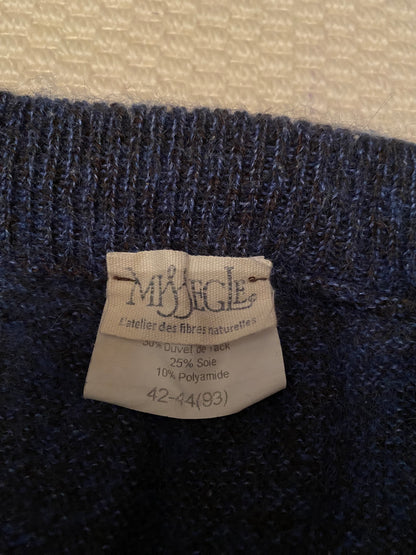 MISSEGLE
L'atelier des fibres naturelles
Duvet de Yack
25% Soie
10% Polyamide
42-44(93)